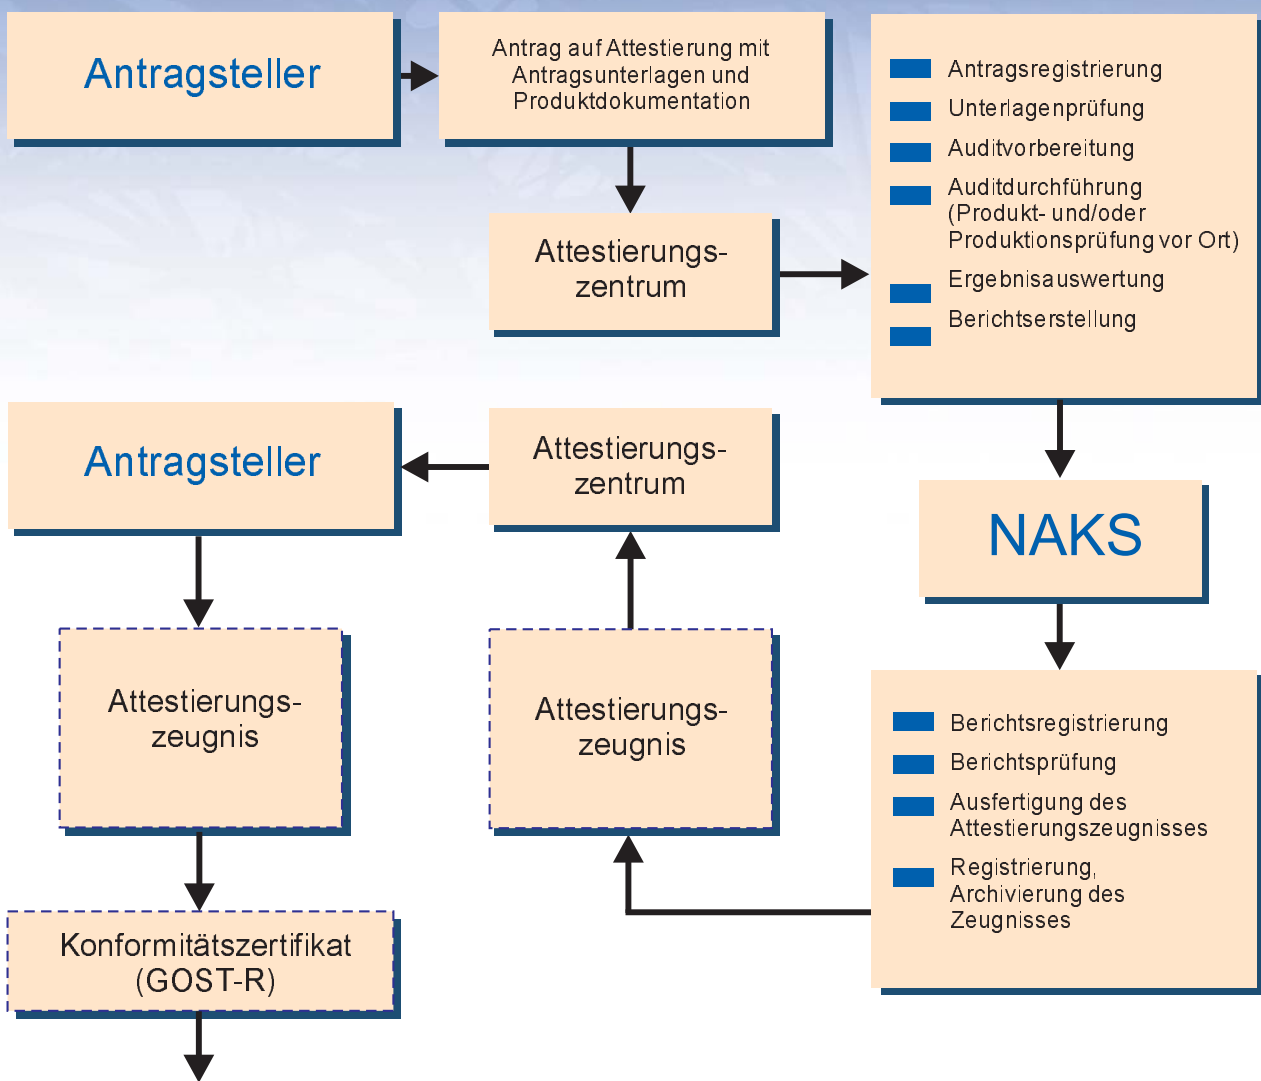 Antragsteller
Antrag auf Attestierung mit
Antragsunterlagen und
Produktdokumentation
Attestierungs-
zentrum
Antragsregistrierung
Unterlagenprüfung
Auditvorbereitung
Auditdurchführung
(Produkt- und/oder
Produktionsprüfung vor Ort)
Ergebnisauswertung
Berichtserstellung
NAKS
Berichtsregistrierung
Berichtsprüfung
Ausfertigung des
Attestierungszeugnisses
Registrierung,
Archivierung des
Zeugnisses
Attestierungs-
zeugnis
Attestierungs-
zentrum
Antragsteller
Attestierungs-
zeugnis
Konformitätszertifikat
(GOST-R)